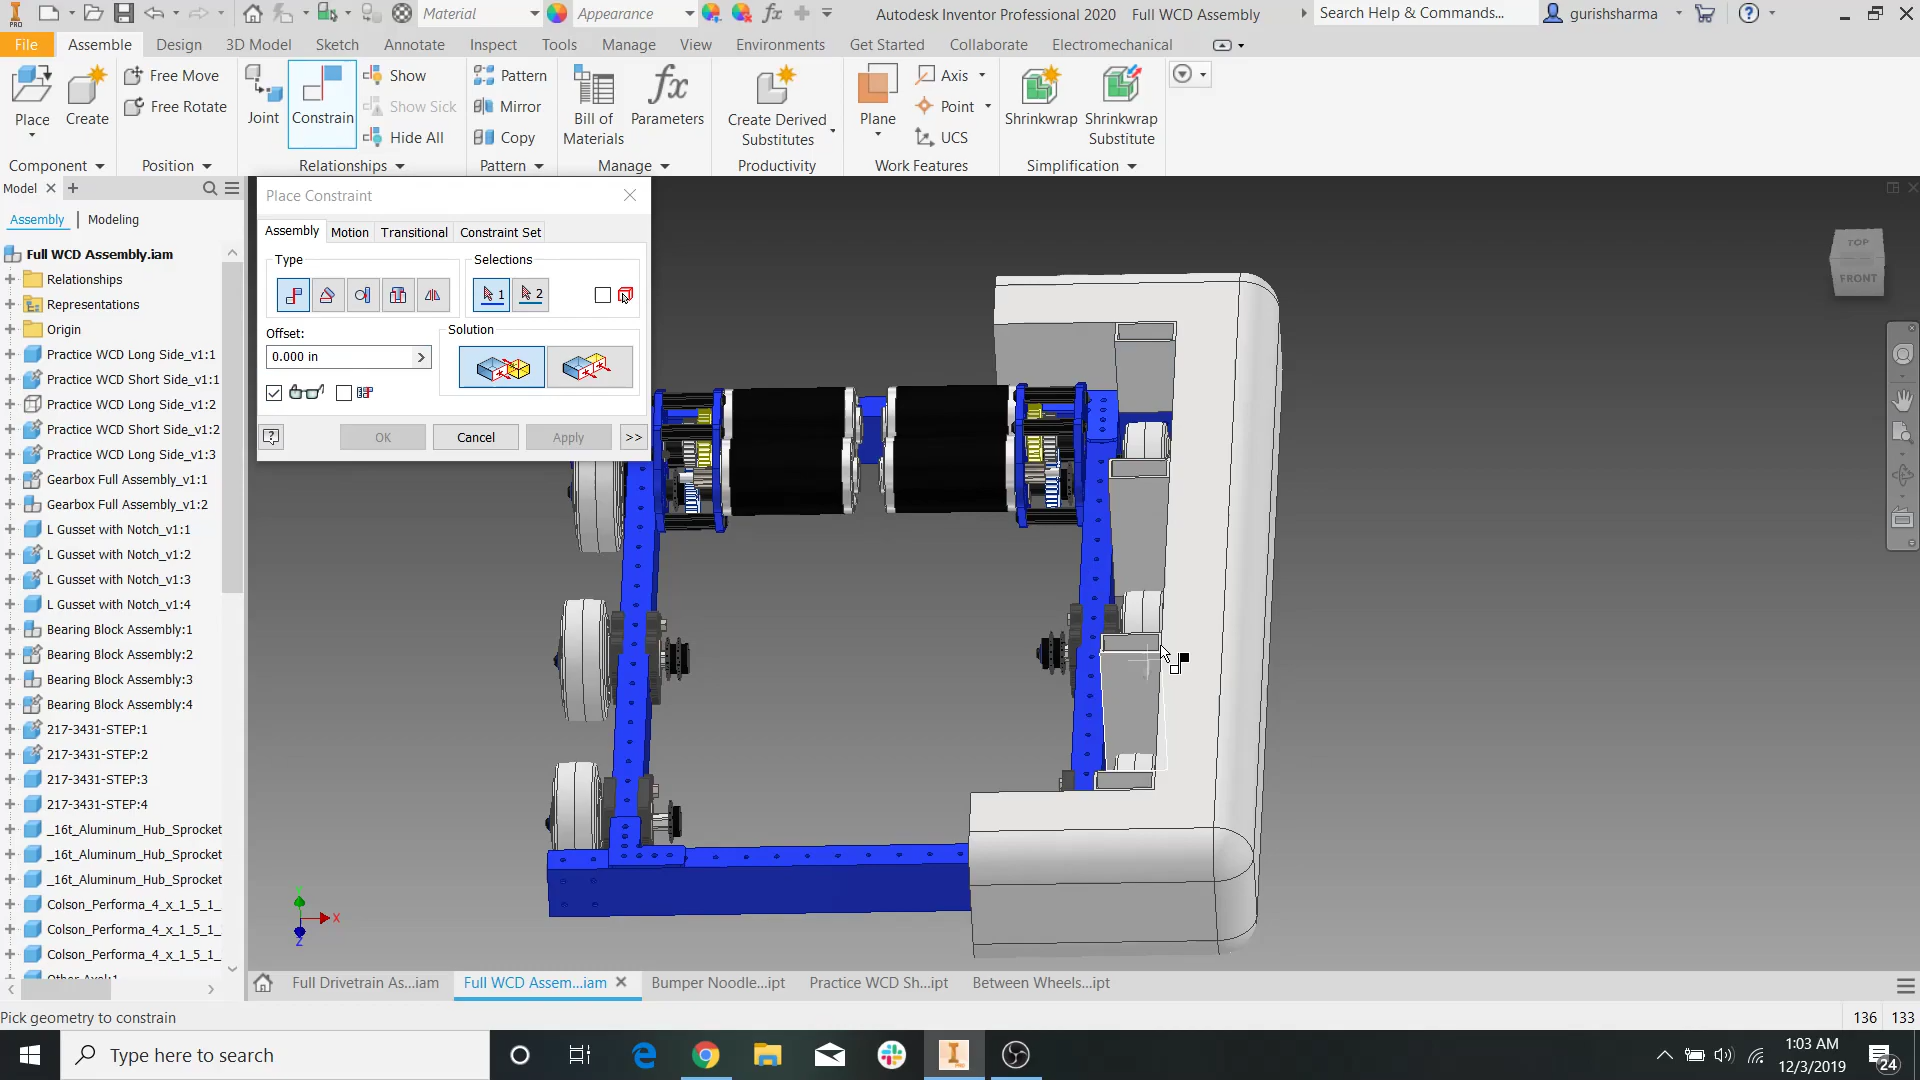 PRO
Material
Appearance
Autodesk Inventor Professional 2020 Full WCD Assembly
Search Help & Commands...
gurishsharma
File
Assemble
Design
3D Model
Sketch
Annotate
Inspect
Tools
Manage
View
Environments
Get Started
Collaborate
Electromechanical
Place
Create
Free Move
Free Rotate
Joint
Constrain
Show
Show Sick
Hide All
Pattern
Mirror
Copy
Bill of
Materials
Parameters
Create Derived
Substitutes
Plane
Axis
Point
UCS
Shrinkwrap
Shrinkwrap
Substitute
Component
Position
Relationships
Pattern
Manage
Productivity
Work Features
Simplification
Model
Assembly
Modeling
Full WCD Assembly.iam
Relationships
Representations
Origin
Practice WCD Long Side_v1:1
Practice WCD Short Side_v1:1
Practice WCD Long Side_v1:2
Practice WCD Short Side_v1:2
Practice WCD Long Side_v1:3
Gearbox Full Assembly_v1:1
Gearbox Full Assembly_v1:2
L Gusset with Notch_v1:1
L Gusset with Notch_v1:2
L Gusset with Notch_v1:3
L Gusset with Notch_v1:4
Bearing Block Assembly:1
Bearing Block Assembly:2
Bearing Block Assembly:3
Bearing Block Assembly:4
217-3431-STEP:1
217-3431-STEP:2
217-3431-STEP:3
217-3431-STEP:4
_16t_Aluminum_Hub_Sprocket
_16t_Aluminum_Hub_Sprocket
_16t_Aluminum_Hub_Sprocket
Colson_Performa_4_x_1_5_1_
Colson_Performa_4_x_1_5_1_
Colson_Performa_4_x_1_5_1_
Place Constraint
Assembly
Motion
Transitional
Constraint Set
Type
Selections
1
2
Offset:
0.000 in
Solution
OK
Cancel
Apply
>>
TOP
FRONT
X
Y
Z
Full Drivetrain As...iam
Full WCD Assem...iam
Bumper Noodle...ipt
Practice WCD Sh...ipt
Between Wheels...ipt
Pick geometry to constrain
136
133
Type here to search
1:03 AM
12/3/2019
24